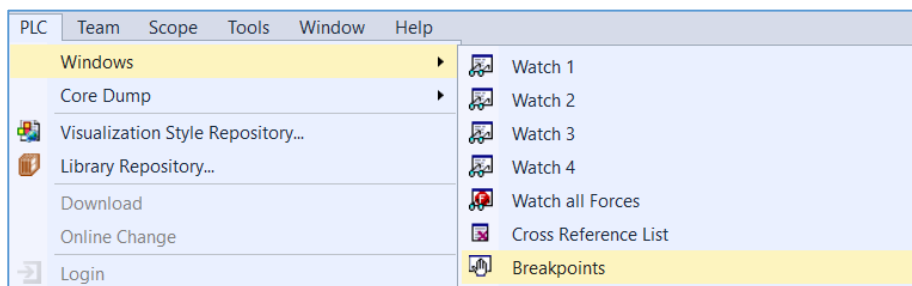 PLC Team Scope Tools Window Help
Windows
Core Dump
Visualization Style Repository...
Library Repository...
Download
Online Change
Login
Watch 1
Watch 2
Watch 3
Watch 4
Watch all Forces
Cross Reference List
Breakpoints